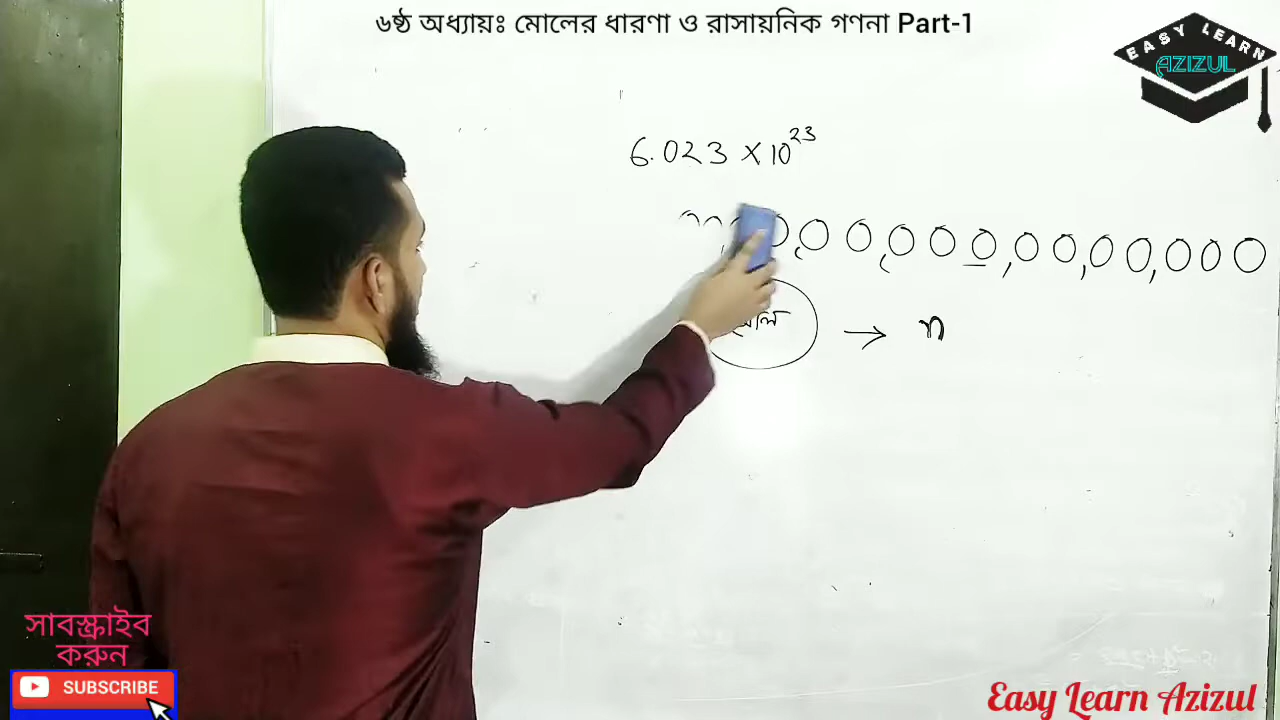 ৬ষ্ঠ অধ্যায়ঃ মোলের ধারণা ও রাসায়নিক গণনা Part-1
EASY LEARN
AZIZUL
6.023 × 10²³
0,00,000,00,00,000
→ n
সাবস্ক্রাইব
করুন
SUBSCRIBE
Easy Learn Azizul